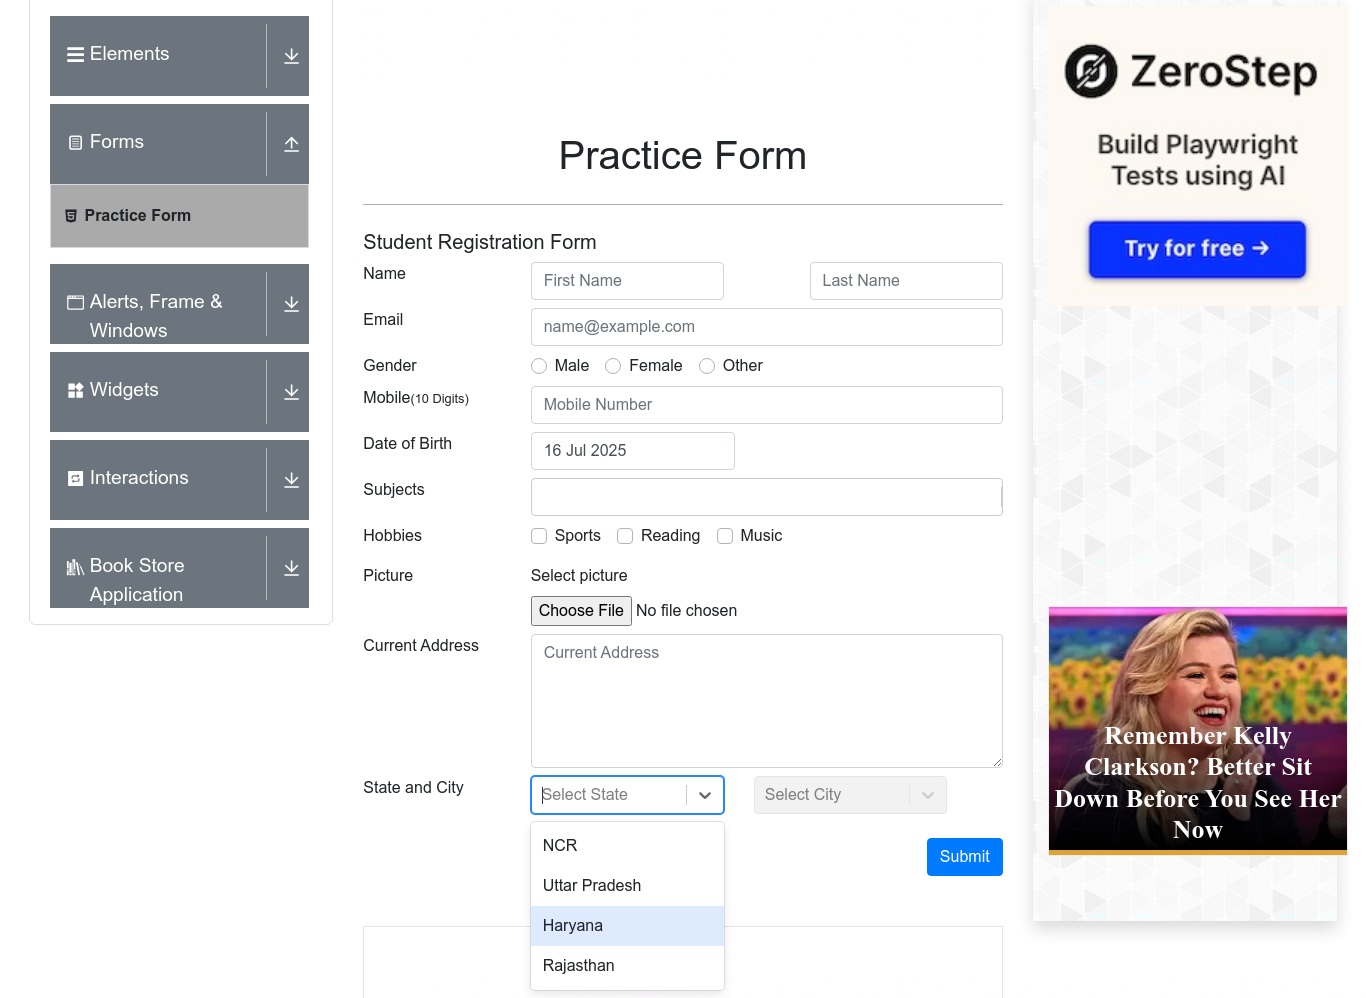 Elements
Forms
Practice Form
Alerts, Frame &
Windows
Widgets
Interactions
Book Store
Application
Practice Form
Student Registration Form
Name
First Name
Last Name
Email
name@example.com
Gender
Male
Female
Other
Mobile(10 Digits)
Mobile Number
Date of Birth
16 Jul 2025
Subjects
Hobbies
Sports
Reading
Music
Picture
Select picture
Choose File No file chosen
Current Address
Current Address
State and City
Select State
Select City
NCR
Uttar Pradesh
Haryana
Rajasthan
Submit
ZeroStep
Build Playwright
Tests using AI
Try for free →
Remember Kelly
Clarkson? Better Sit
Down Before You See Her
Now